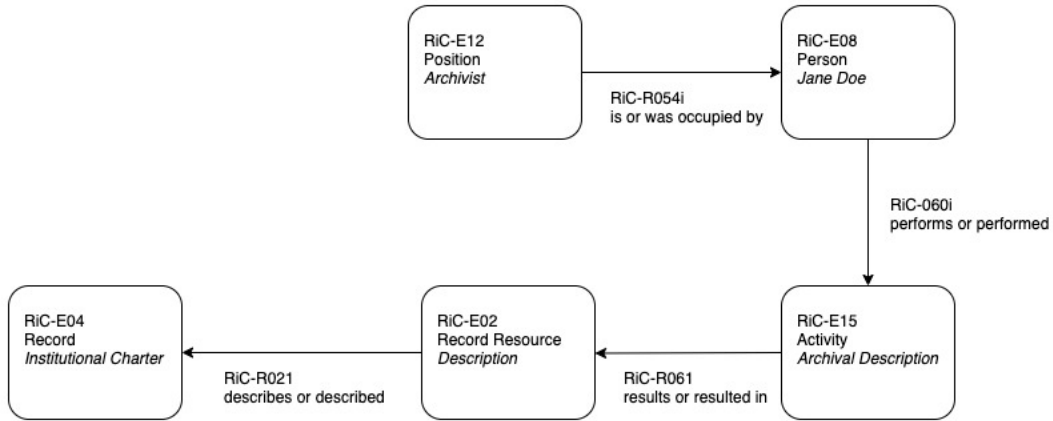 RiC-E12
Position
Archivist
RiC-R054i
is or was occupied by
RiC-E08
Person
Jane Doe
RiC-060i
performs or performed
RiC-E15
Activity
Archival Description
RiC-R061
results or resulted in
RiC-E02
Record Resource
Description
RiC-R021
describes or described
RiC-E04
Record
Institutional Charter